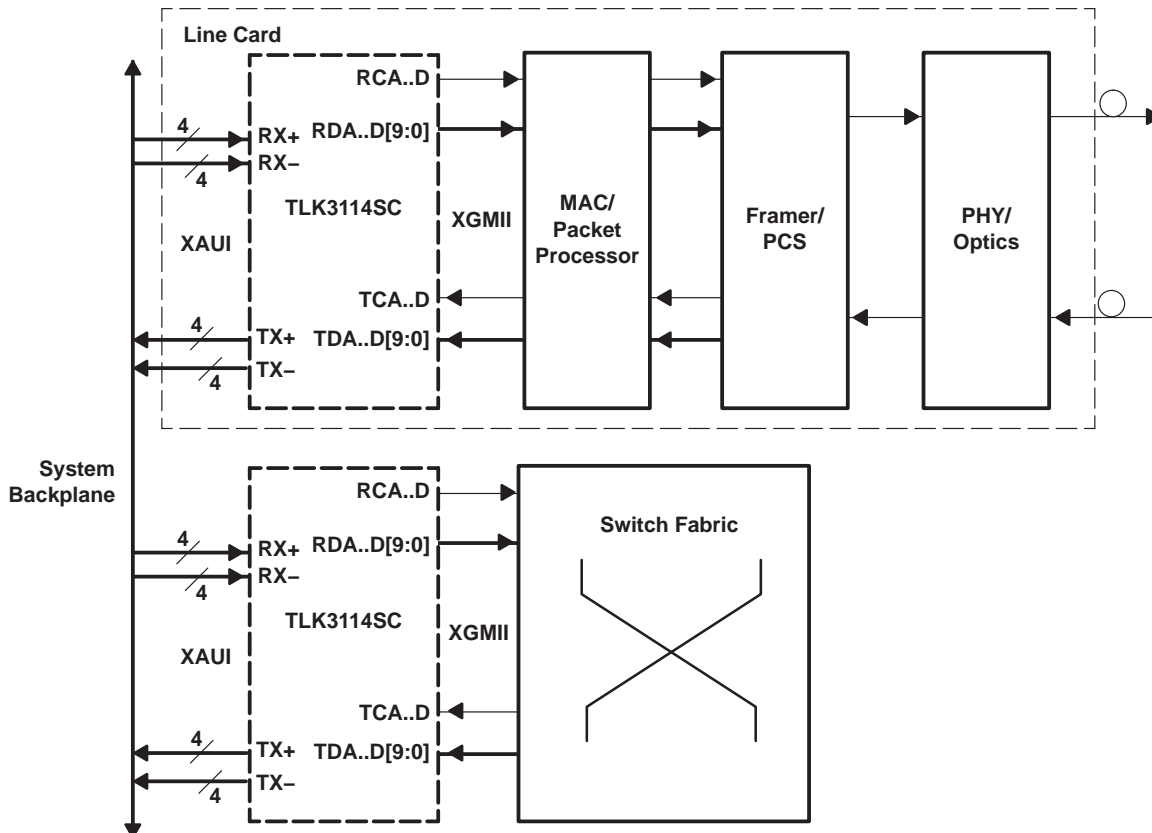 Line Card
RCA..D
4
RX+
RDA..D[9:0]
RX–
4
TLK3114SC
XAUI
XGMII
MAC/
Packet
Processor
Framer/
PCS
PHY/
Optics
TCA..D
4
TX+
TDA..D[9:0]
TX–
4
System
Backplane
RCA..D
Switch Fabric
4
RX+
RDA..D[9:0]
RX–
4
TLK3114SC
XAUI
XGMII
TCA..D
4
TX+
TDA..D[9:0]
TX–
4